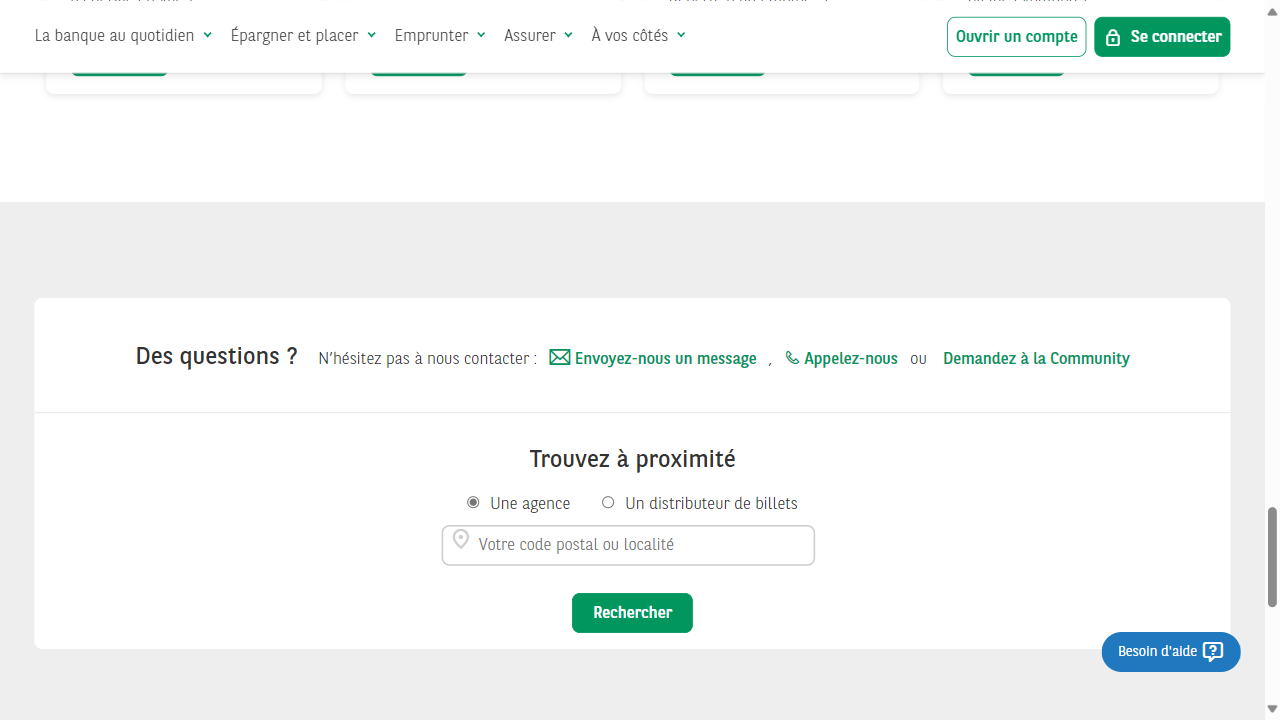 La banque au quotidien
Épargner et placer
Emprunter
Assurer
À vos côtés
Ouvrir un compte
Se connecter
Des questions ?
N'hésitez pas à nous contacter :
Envoyez-nous un message
,
Appelez-nous
ou
Demandez à la Community
Trouvez à proximité
Une agence
Un distributeur de billets
Votre code postal ou localité
Rechercher
Besoin d'aide